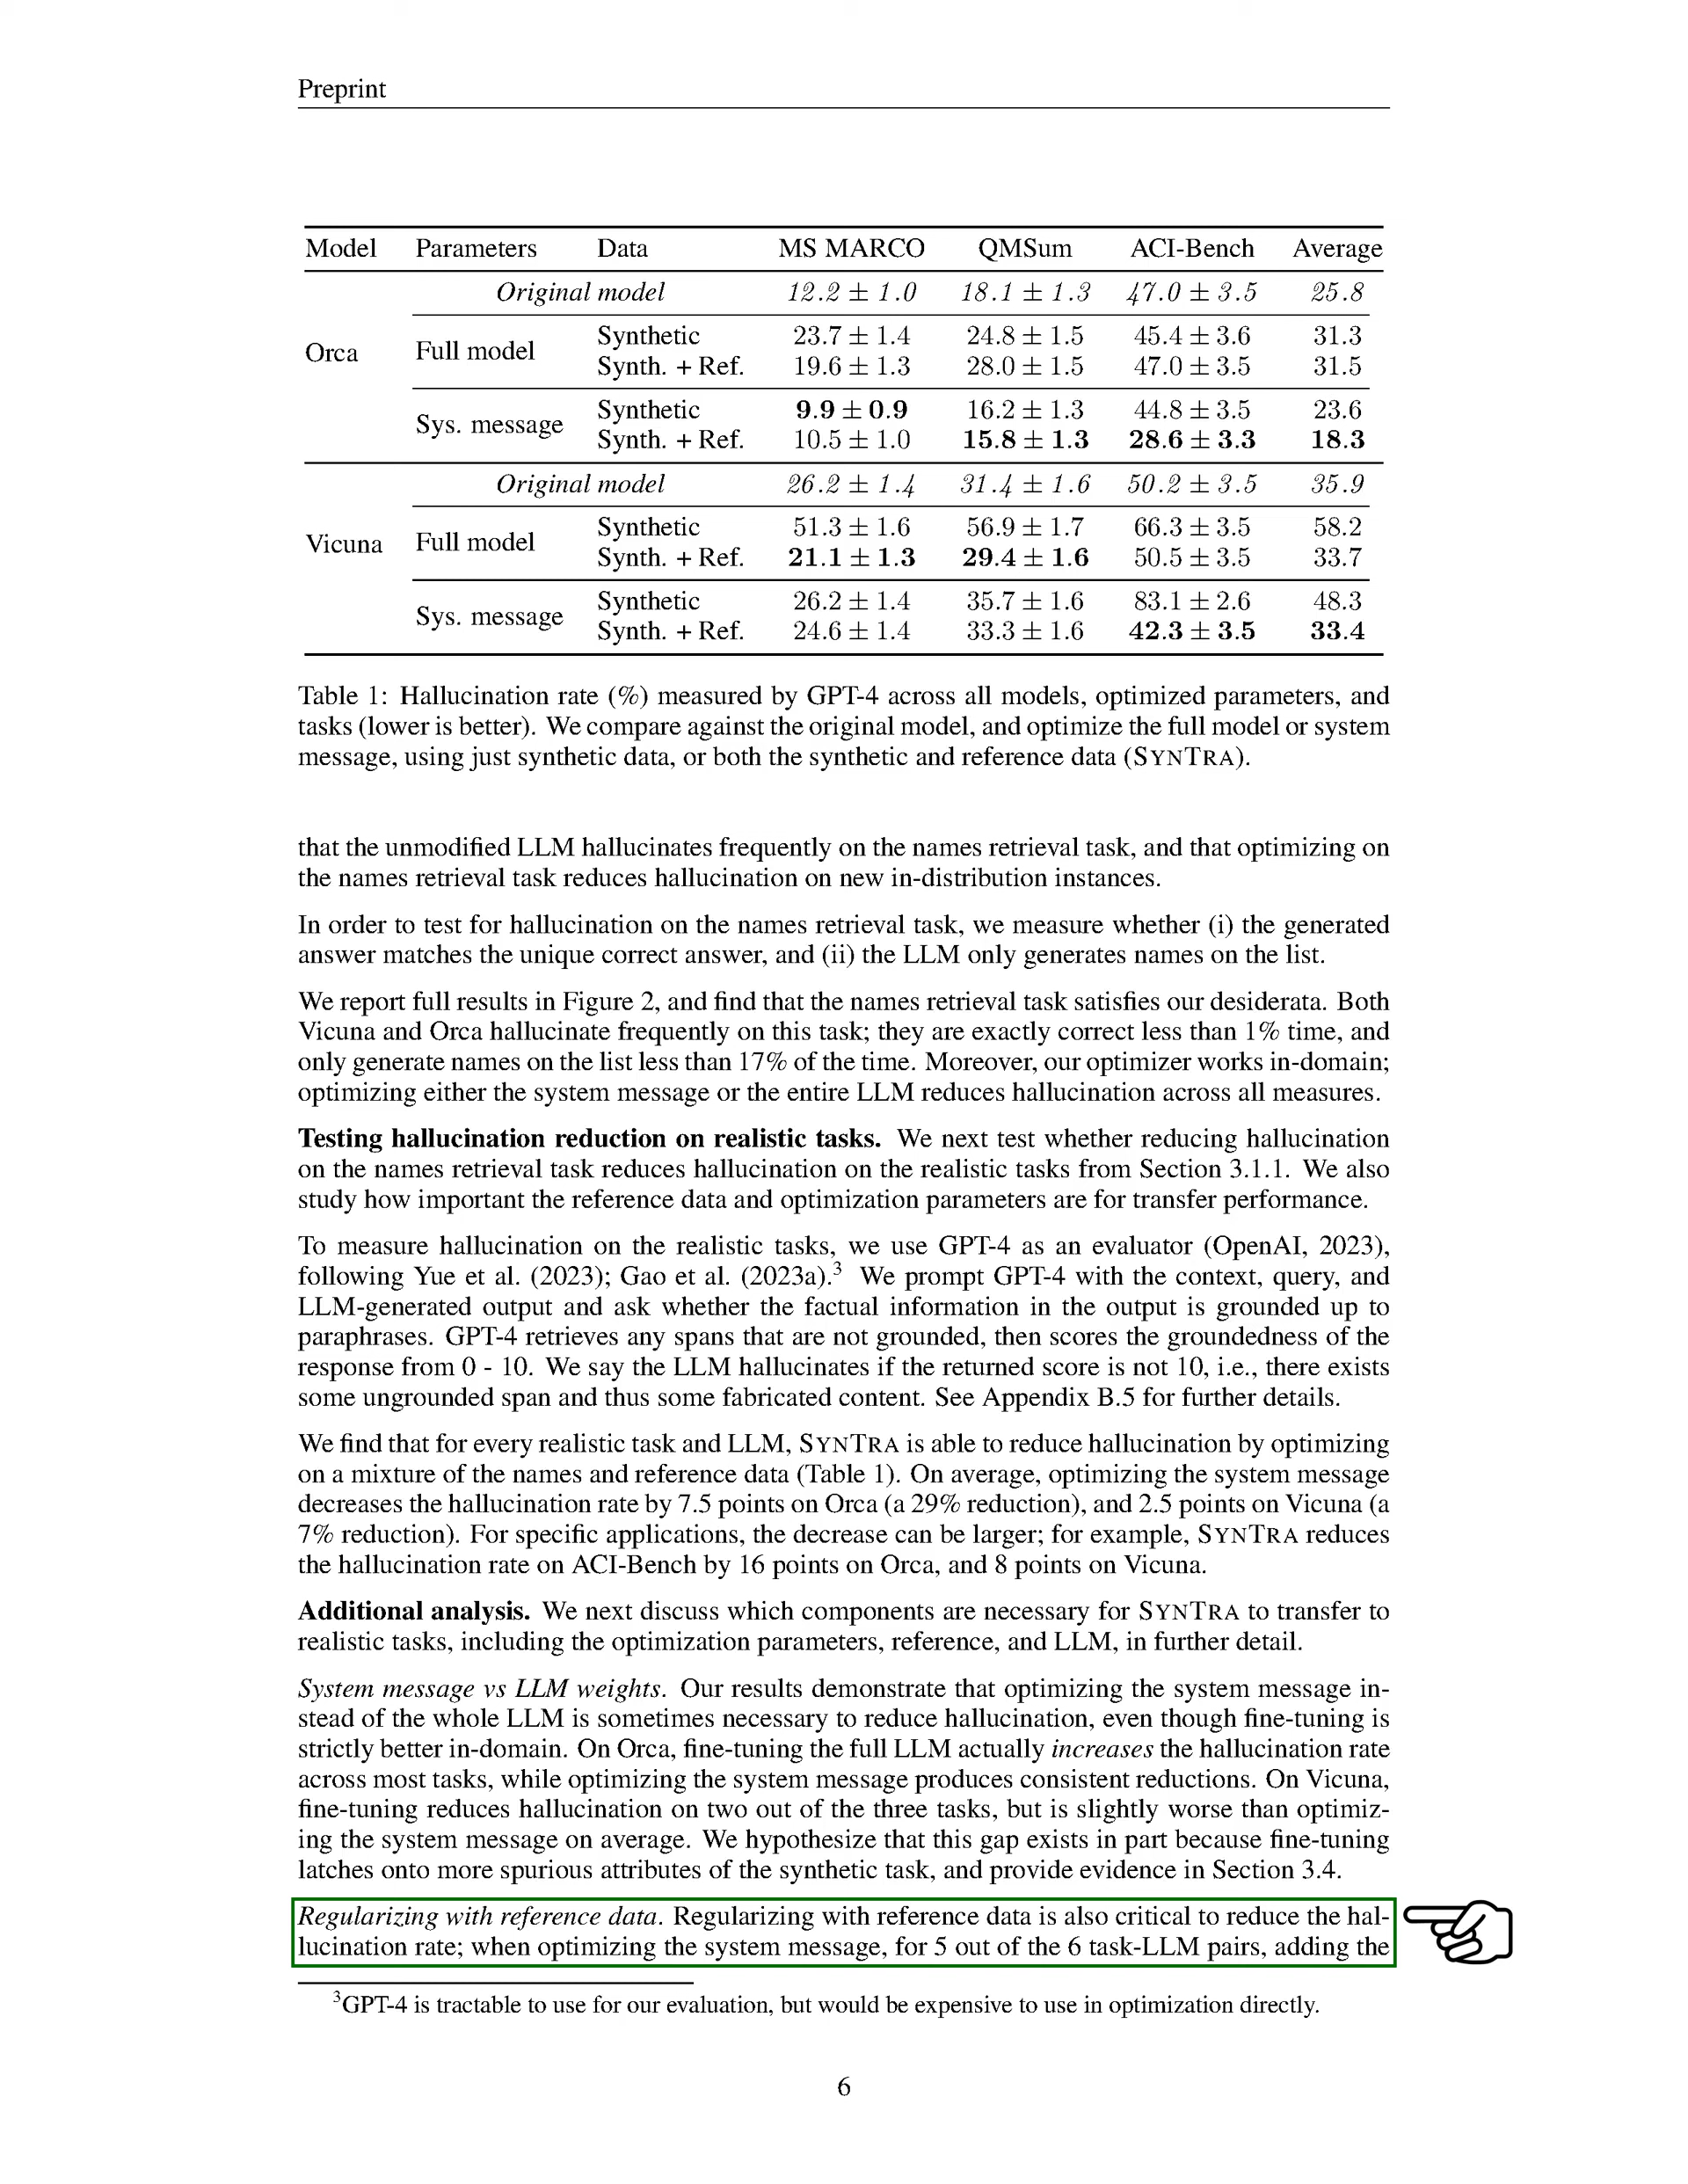 Preprint
Model Parameters Data MS MARCO QMSum ACI-Bench Average
Original model 12.2 ± 1.0 18.1 ± 1.3 47.0 ± 3.5 25.8
Orca Full model Synthetic 23.7 ± 1.4 24.8 ± 1.5 45.4 ± 3.6 31.3
Synth. + Ref. 19.6 ± 1.3 28.0 ± 1.5 47.0 ± 3.5 31.5
Sys. message Synthetic 9.9 ± 0.9 16.2 ± 1.3 44.8 ± 3.5 23.6
Synth. + Ref. 10.5 ± 1.0 15.8 ± 1.3 28.6 ± 3.3 18.3
Original model 26.2 ± 1.4 31.4 ± 1.6 50.2 ± 3.5 35.9
Vicuna Full model Synthetic 51.3 ± 1.6 56.9 ± 1.7 66.3 ± 3.5 58.2
Synth. + Ref. 21.1 ± 1.3 29.4 ± 1.6 50.5 ± 3.5 33.7
Sys. message Synthetic 26.2 ± 1.4 35.7 ± 1.6 83.1 ± 2.6 48.3
Synth. + Ref. 24.6 ± 1.4 33.3 ± 1.6 42.3 ± 3.5 33.4
Table 1: Hallucination rate (%) measured by GPT-4 across all models, optimized parameters, and
tasks (lower is better). We compare against the original model, and optimize the full model or system
message, using just synthetic data, or both the synthetic and reference data (SYNTRA).
that the unmodified LLM hallucinates frequently on the names retrieval task, and that optimizing on
the names retrieval task reduces hallucination on new in-distribution instances.
In order to test for hallucination on the names retrieval task, we measure whether (i) the generated
answer matches the unique correct answer, and (ii) the LLM only generates names on the list.
We report full results in Figure 2, and find that the names retrieval task satisfies our desiderata. Both
Vicuna and Orca hallucinate frequently on this task; they are exactly correct less than 1% time, and
only generate names on the list less than 17% of the time. Moreover, our optimizer works in-domain;
optimizing either the system message or the entire LLM reduces hallucination across all measures.
Testing hallucination reduction on realistic tasks. We next test whether reducing hallucination
on the names retrieval task reduces hallucination on the realistic tasks from Section 3.1.1. We also
study how important the reference data and optimization parameters are for transfer performance.
To measure hallucination on the realistic tasks, we use GPT-4 as an evaluator (OpenAI, 2023),
following Yue et al. (2023); Gao et al. (2023a).3 We prompt GPT-4 with the context, query, and
LLM-generated output and ask whether the factual information in the output is grounded up to
paraphrases. GPT-4 retrieves any spans that are not grounded, then scores the groundedness of the
response from 0 - 10. We say the LLM hallucinates if the returned score is not 10, i.e., there exists
some ungrounded span and thus some fabricated content. See Appendix B.5 for further details.
We find that for every realistic task and LLM, SYNTRA is able to reduce hallucination by optimizing
on a mixture of the names and reference data (Table 1). On average, optimizing the system message
decreases the hallucination rate by 7.5 points on Orca (a 29% reduction), and 2.5 points on Vicuna (a
7% reduction). For specific applications, the decrease can be larger; for example, SYNTRA reduces
the hallucination rate on ACI-Bench by 16 points on Orca, and 8 points on Vicuna.
Additional analysis. We next discuss which components are necessary for SYNTRA to transfer to
realistic tasks, including the optimization parameters, reference, and LLM, in further detail.
System message vs LLM weights. Our results demonstrate that optimizing the system message in-
stead of the whole LLM is sometimes necessary to reduce hallucination, even though fine-tuning is
strictly better in-domain. On Orca, fine-tuning the full LLM actually increases the hallucination rate
across most tasks, while optimizing the system message produces consistent reductions. On Vicuna,
fine-tuning reduces hallucination on two out of the three tasks, but is slightly worse than optimiz-
ing the system message on average. We hypothesize that this gap exists in part because fine-tuning
latches onto more spurious attributes of the synthetic task, and provide evidence in Section 3.4.
Regularizing with reference data. Regularizing with reference data is also critical to reduce the hal-
lucination rate; when optimizing the system message, for 5 out of the 6 task-LLM pairs, adding the
3GPT-4 is tractable to use for our evaluation, but would be expensive to use in optimization directly.
6